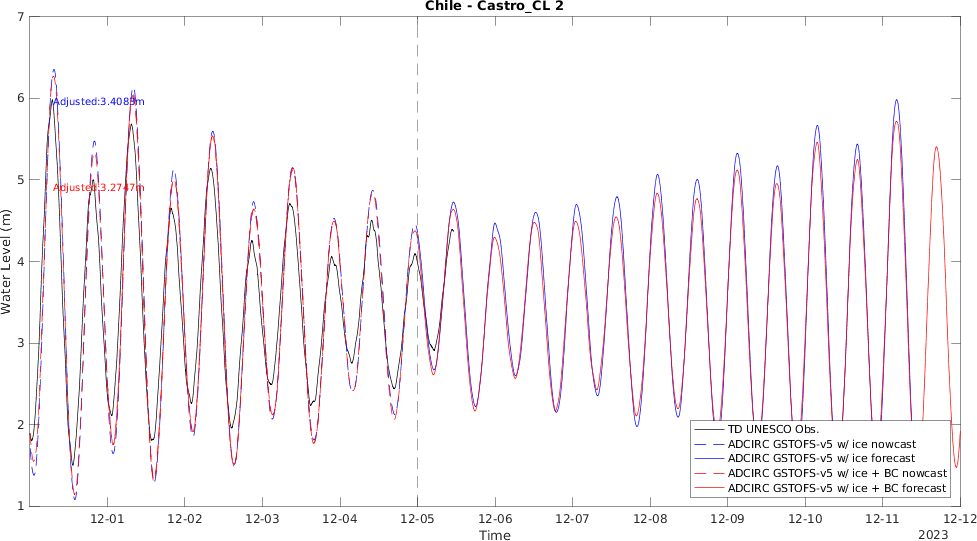 Chile - Castro_CL 2
7
6
5
4
3
2
1
Water Level (m)
Adjusted:3.4089m
Adjusted:3.2747m
TD UNESCO Obs.
ADCIRC GSTOFS-v5 w/ ice nowcast
ADCIRC GSTOFS-v5 w/ ice forecast
ADCIRC GSTOFS-v5 w/ ice + BC nowcast
ADCIRC GSTOFS-v5 w/ ice + BC forecast
12-01 12-02 12-03 12-04 12-05 12-06 12-07 12-08 12-09 12-10 12-11 12-12
Time
2023